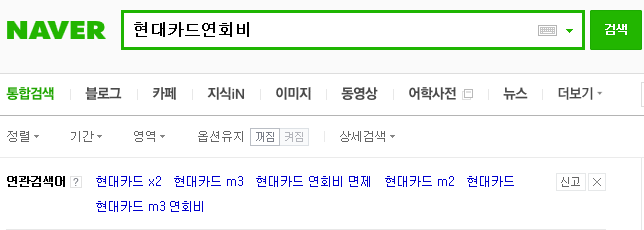 NAVER 현대카드연회비 검색
통합검색 블로그 카페 지식iN 이미지 동영상 어학사전 뉴스 더보기
정렬 기간 영역 옵션유지 꺼짐 켜짐 상세검색
연관검색어 ? 현대카드 x2 현대카드 m3 현대카드 연회비 면제 현대카드 m2 현대카드 신고
현대카드 m3 연회비